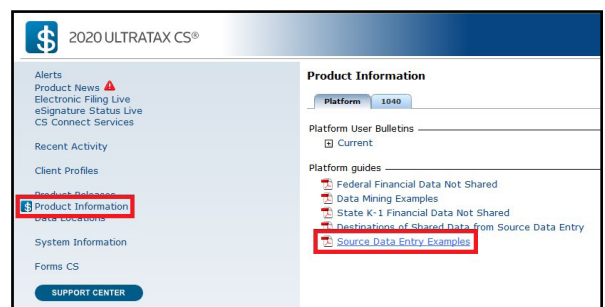 2020 ULTRATAX CS®
Alerts
Product News
Electronic Filing Live
eSignature Status Live
CS Connect Services
Recent Activity
Client Profiles
Product Releases
Product Information
Data Locations
System Information
Forms CS
SUPPORT CENTER
Product Information
Platform 1040
Platform User Bulletins
Current
Platform guides
Federal Financial Data Not Shared
Data Mining Examples
State K-1 Financial Data Not Shared
Destinations of Shared Data from Source Data Entry
Source Data Entry Examples